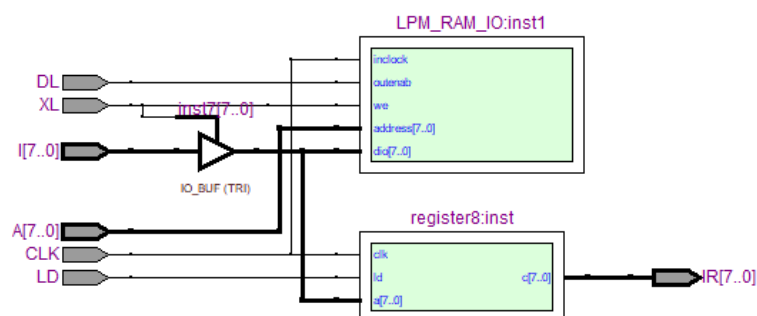 LPM_RAM_IO:inst1
inclock
DL
outenab
XL
we
inst7[7..0]
address[7..0]
I[7..0]
dio[7..0]
IO_BUF (TRI)
register8:inst
A[7..0]
CLK
clk
LD
ld
c[7..0]
IR[7..0]
a[7..0]